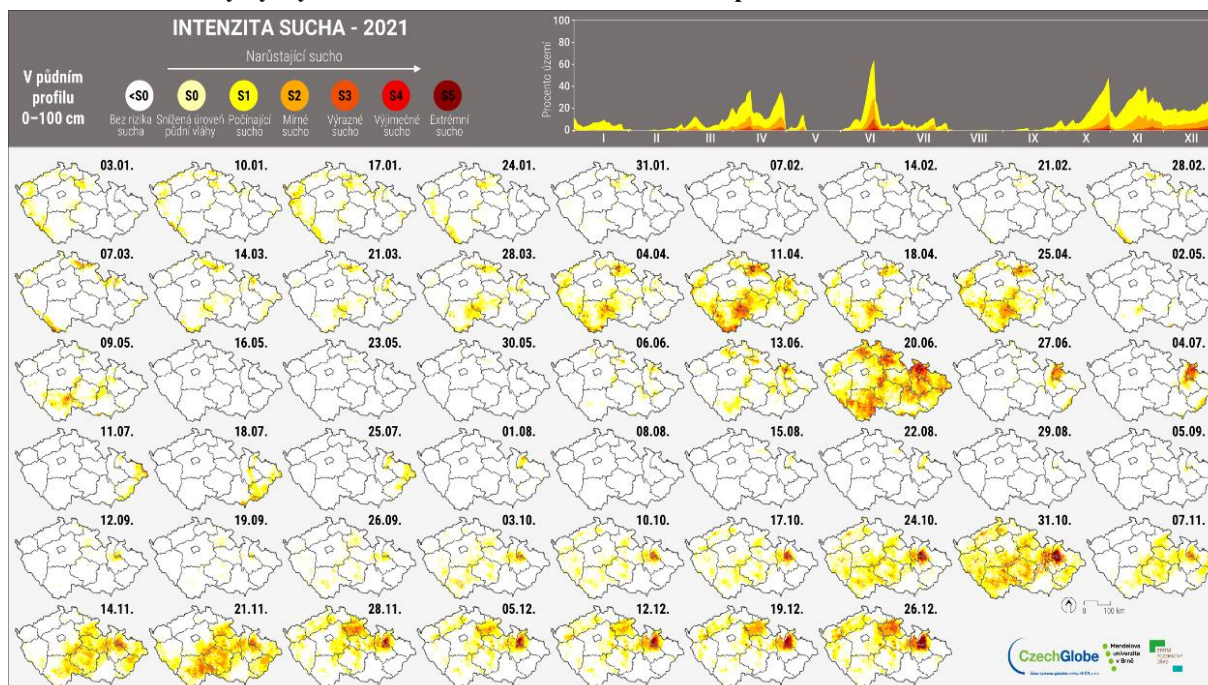 INTENZITA SUCHA - 2021
Narůstající sucho
V půdním
profilu
0–100 cm
<S0 S0 S1 S2 S3 S4 S5
Bez rizika sucha
Snížená úroveň půdní vláhy
Počínající sucho
Mírné sucho
Výrazné sucho
Výjimečné sucho
Extrémní sucho
Procento území
100
80
60
40
20
0
I II III IV V VI VII VIII IX X XI XII
03.01. 10.01. 17.01. 24.01. 31.01. 07.02. 14.02. 21.02. 28.02.
07.03. 14.03. 21.03. 28.03. 04.04. 11.04. 18.04. 25.04. 02.05.
09.05. 16.05. 23.05. 30.05. 06.06. 13.06. 20.06. 27.06. 04.07.
11.07. 18.07. 25.07. 01.08. 08.08. 15.08. 22.08. 29.08. 05.09.
12.09. 19.09. 26.09. 03.10. 10.10. 17.10. 24.10. 31.10. 07.11.
14.11. 21.11. 28.11. 05.12. 12.12. 19.12. 26.12.
0 100 km
CzechGlobe
Mendelova
univerzita
v Brně